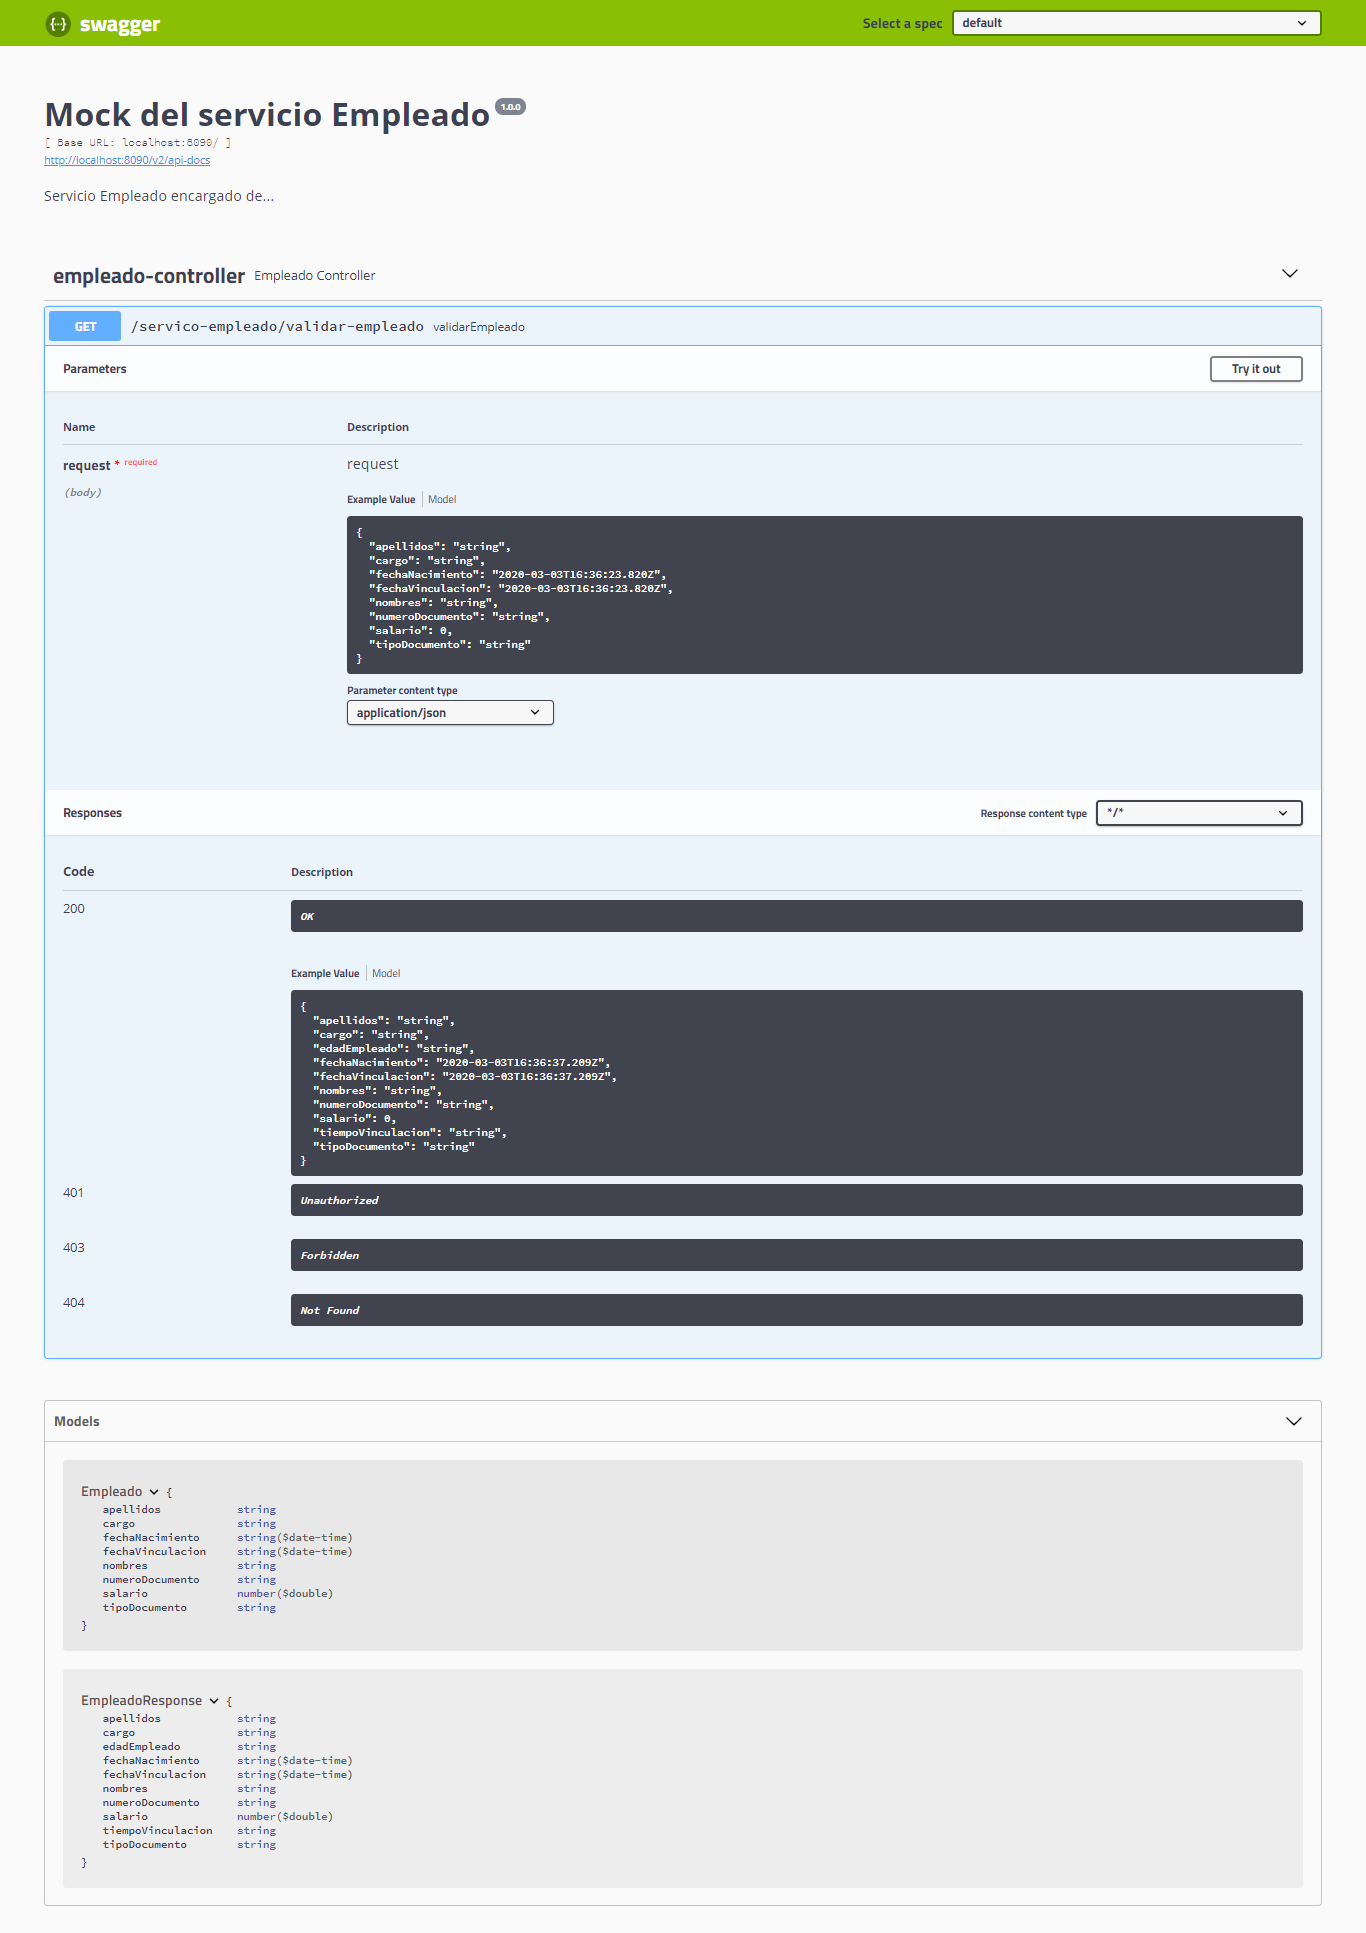 swagger
Select a spec default
Mock del servicio Empleado 1.0.0
[ Base URL: localhost:8090/ ]
http://localhost:8090/v2/api-docs
Servicio Empleado encargado de...
empleado-controller Empleado Controller
GET /servico-empleado/validar-empleado validarEmpleado
Parameters Try it out
Name Description
request * required request
(body)
Example Value Model
{
"apellidos": "string",
"cargo": "string",
"fechaNacimiento": "2020-03-03T16:36:23.820Z",
"fechaVinculacion": "2020-03-03T16:36:23.820Z",
"nombres": "string",
"numeroDocumento": "string",
"salario": 0,
"tipoDocumento": "string"
}
Parameter content type
application/json
Responses Response content type */*
Code Description
200 OK
Example Value Model
{
"apellidos": "string",
"cargo": "string",
"edadEmpleado": "string",
"fechaNacimiento": "2020-03-03T16:36:37.209Z",
"fechaVinculacion": "2020-03-03T16:36:37.209Z",
"nombres": "string",
"numeroDocumento": "string",
"salario": 0,
"tiempoVinculacion": "string",
"tipoDocumento": "string"
}
401 Unauthorized
403 Forbidden
404 Not Found
Models
Empleado {
apellidos string
cargo string
fechaNacimiento string($date-time)
fechaVinculacion string($date-time)
nombres string
numeroDocumento string
salario number($double)
tipoDocumento string
}
EmpleadoResponse {
apellidos string
cargo string
edadEmpleado string
fechaNacimiento string($date-time)
fechaVinculacion string($date-time)
nombres string
numeroDocumento string
salario number($double)
tiempoVinculacion string
tipoDocumento string
}